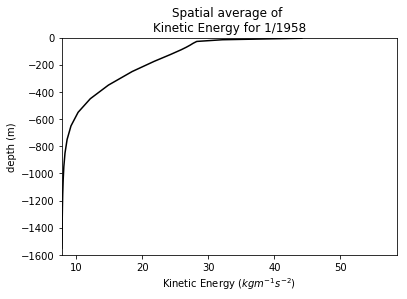 Spatial average of
Kinetic Energy for 1/1958
0
−200
−400
−600
−800
−1000
−1200
−1400
−1600
depth (m)
10 20 30 40 50
Kinetic Energy (kgm⁻¹s⁻²)